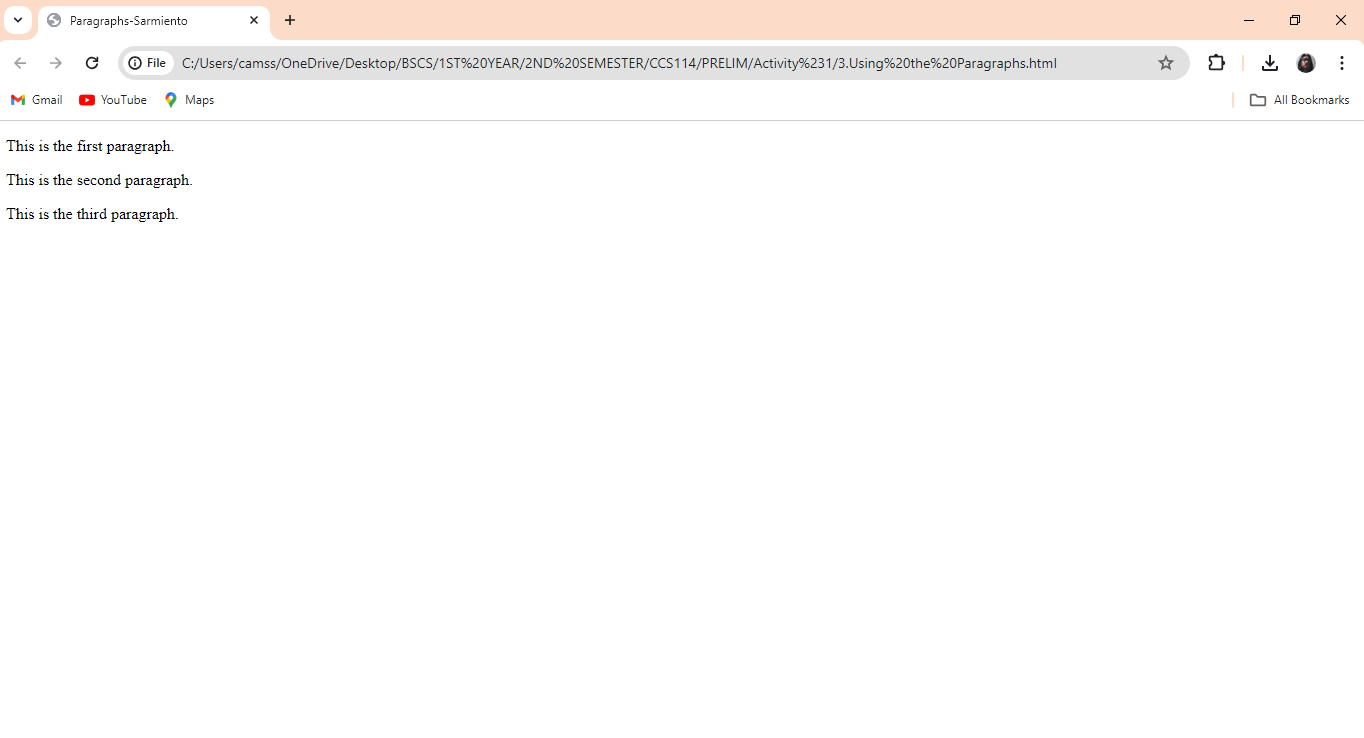 Paragraphs-Sarmiento
File C:/Users/camss/OneDrive/Desktop/BSCS/1ST%20YEAR/2ND%20SEMESTER/CCS114/PRELIM/Activity%231/3.Using%20the%20Paragraphs.html
Gmail YouTube Maps All Bookmarks
This is the first paragraph.
This is the second paragraph.
This is the third paragraph.